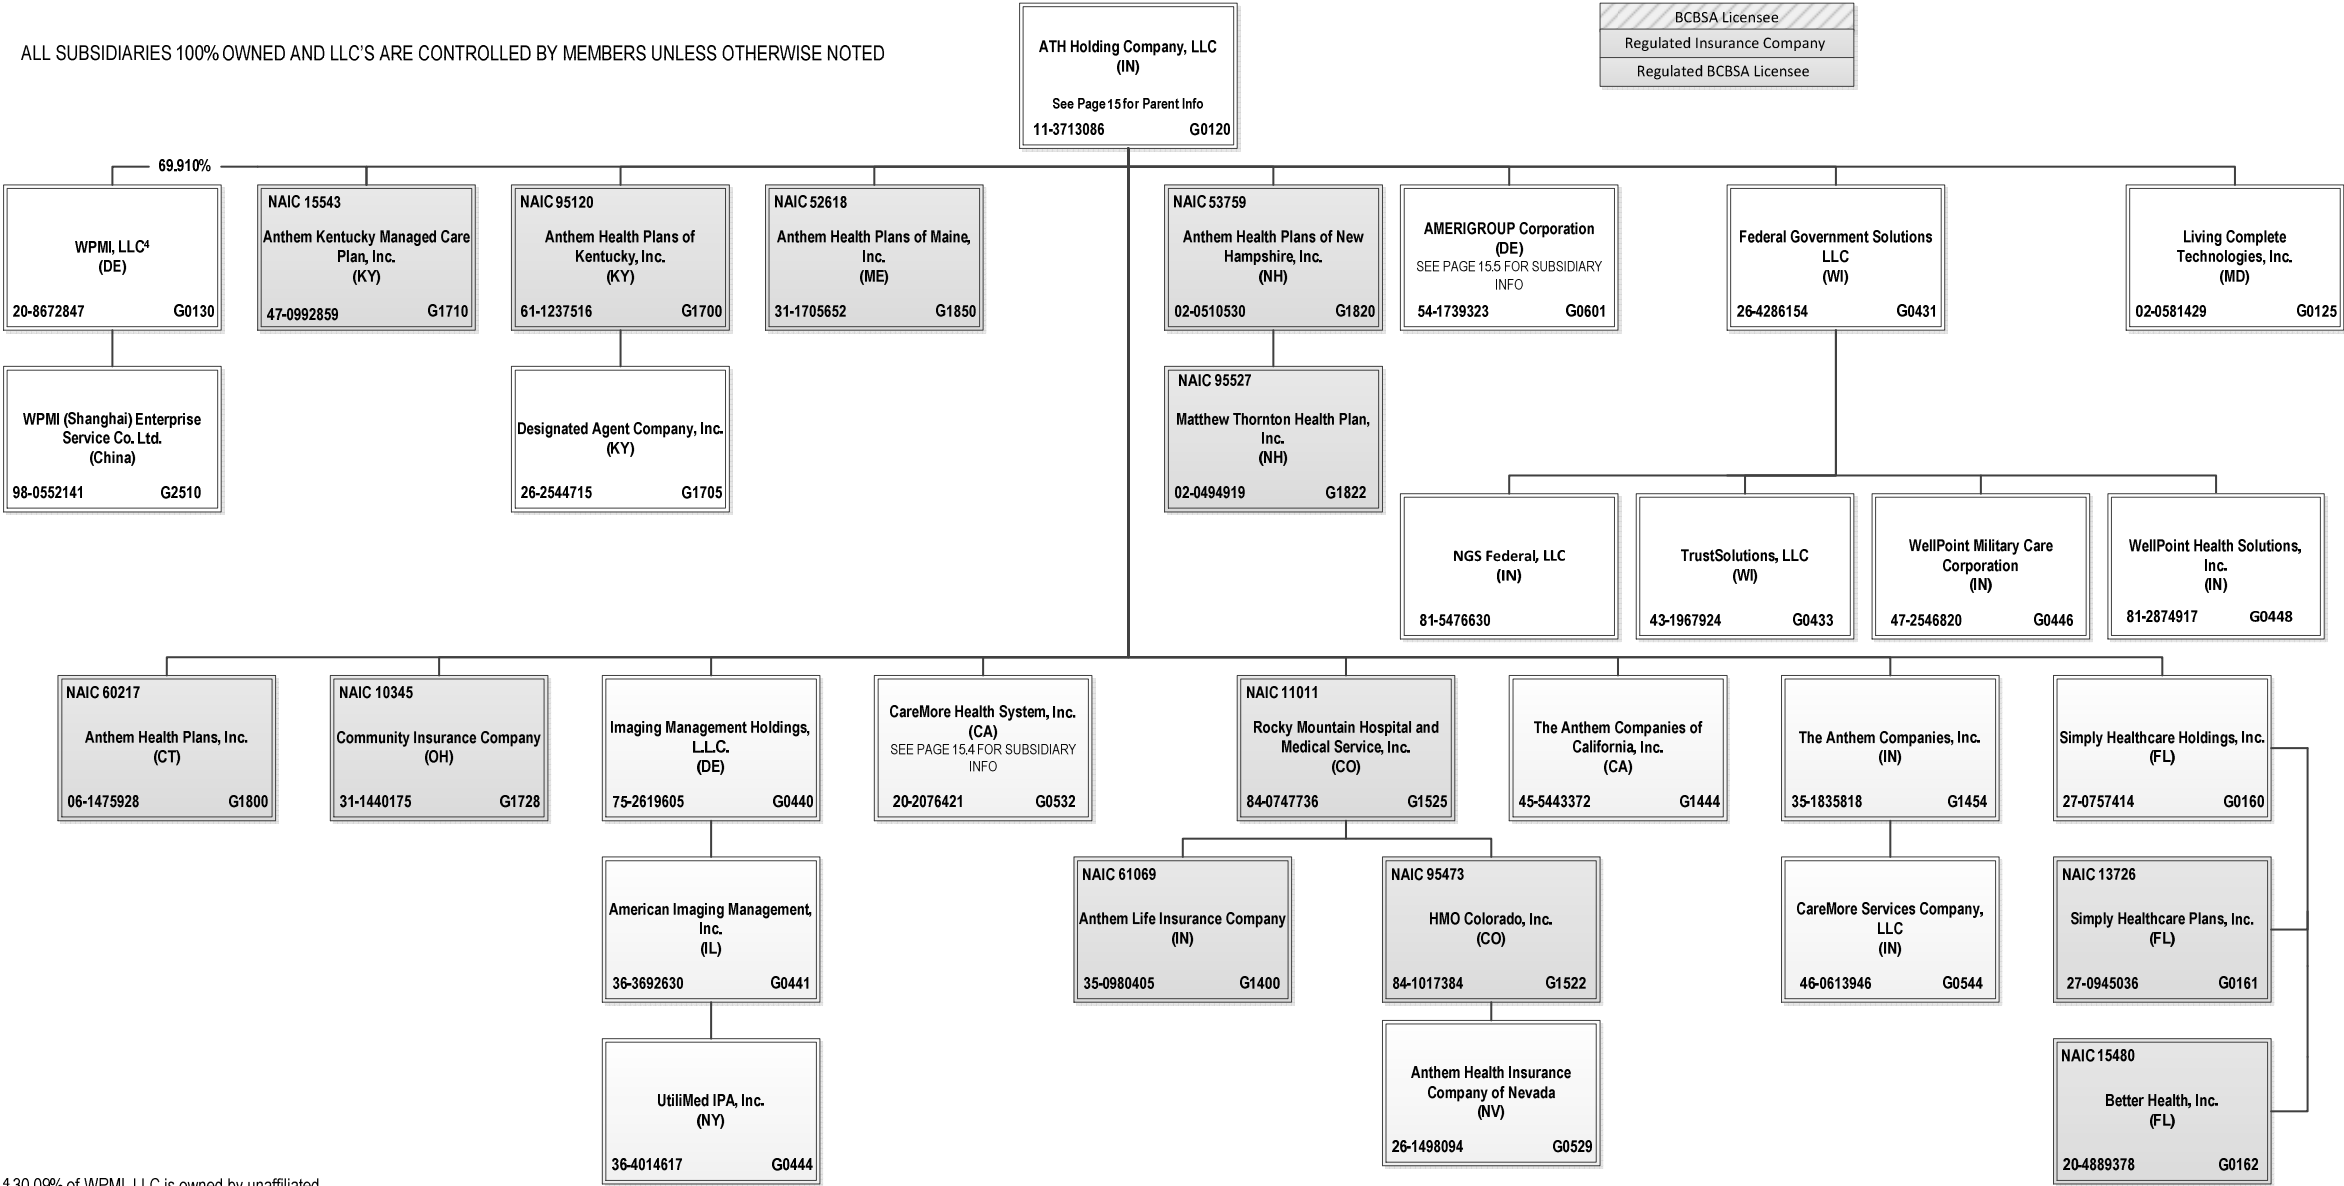 BCBSA Licensee
Regulated Insurance Company
Regulated BCBSA Licensee
ALL SUBSIDIARIES 100% OWNED AND LLC'S ARE CONTROLLED BY MEMBERS UNLESS OTHERWISE NOTED
ATH Holding Company, LLC
(IN)
See Page 15 for Parent Info
11-3713086 G0120
69.910%
WPMI, LLC⁴
(DE)
20-8672847 G0130
NAIC 15543
Anthem Kentucky Managed Care
Plan, Inc.
(KY)
47-0992859 G1710
NAIC 95120
Anthem Health Plans of
Kentucky, Inc.
(KY)
61-1237516 G1700
NAIC 52618
Anthem Health Plans of Maine,
Inc.
(ME)
31-1705652 G1850
NAIC 53759
Anthem Health Plans of New
Hampshire, Inc.
(NH)
02-0510530 G1820
AMERIGROUP Corporation
(DE)
SEE PAGE 15.5 FOR SUBSIDIARY
INFO
54-1739323 G0601
Federal Government Solutions
LLC
(WI)
26-4286154 G0431
Living Complete
Technologies, Inc.
(MD)
02-0581429 G0125
WPMI (Shanghai) Enterprise
Service Co. Ltd.
(China)
98-0552141 G2510
Designated Agent Company, Inc.
(KY)
26-2544715 G1705
NAIC 95527
Matthew Thornton Health Plan,
Inc.
(NH)
02-0494919 G1822
NGS Federal, LLC
(IN)
81-5476630
TrustSolutions, LLC
(WI)
43-1967924 G0433
WellPoint Military Care
Corporation
(IN)
47-2546820 G0446
WellPoint Health Solutions,
Inc.
(IN)
81-2874917 G0448
NAIC 60217
Anthem Health Plans, Inc.
(CT)
06-1475928 G1800
NAIC 10345
Community Insurance Company
(OH)
31-1440175 G1728
Imaging Management Holdings,
L.L.C.
(DE)
75-2619605 G0440
CareMore Health System, Inc.
(CA)
SEE PAGE 15.4 FOR SUBSIDIARY
INFO
20-2076421 G0532
NAIC 11011
Rocky Mountain Hospital and
Medical Service, Inc.
(CO)
84-0747736 G1525
The Anthem Companies of
California, Inc.
(CA)
45-5443372 G1444
The Anthem Companies, Inc.
(IN)
35-1835818 G1454
Simply Healthcare Holdings, Inc.
(FL)
27-0757414 G0160
American Imaging Management,
Inc.
(IL)
36-3692630 G0441
NAIC 61069
Anthem Life Insurance Company
(IN)
35-0980405 G1400
NAIC 95473
HMO Colorado, Inc.
(CO)
84-1017384 G1522
CareMore Services Company,
LLC
(IN)
46-0613946 G0544
NAIC 13726
Simply Healthcare Plans, Inc.
(FL)
27-0945036 G0161
UtiliMed IPA, Inc.
(NY)
36-4014617 G0444
Anthem Health Insurance
Company of Nevada
(NV)
26-1498094 G0529
NAIC 15480
Better Health, Inc.
(FL)
20-4889378 G0162
⁴ 30.09% of WPMI, LLC is owned by unaffiliated